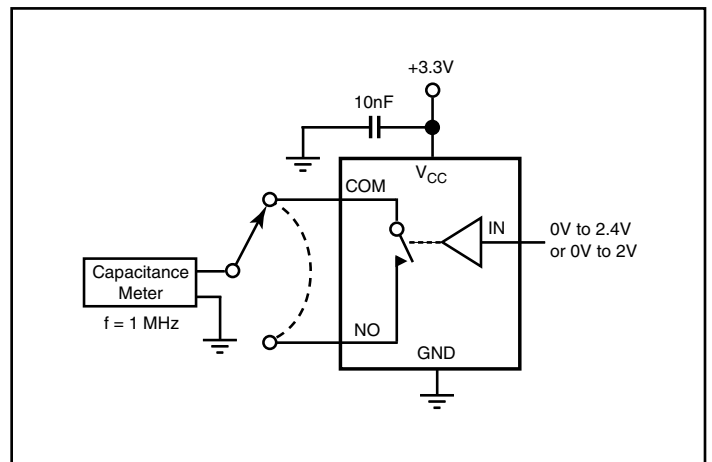 +3.3V
10nF
VCC
COM
IN
0V to 2.4V
or 0V to 2V
Capacitance
Meter
f = 1 MHz
NO
GND